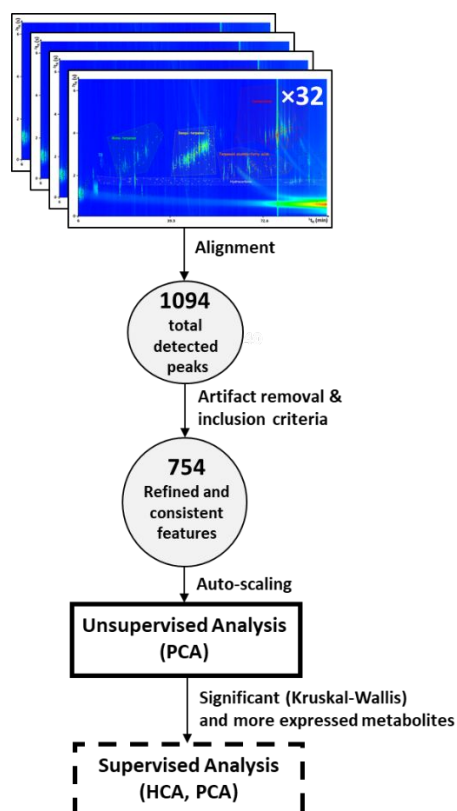 ×32
Alignment
1094
total
detected
peaks
Artifact removal &
inclusion criteria
754
Refined and
consistent
features
Auto-scaling
Unsupervised Analysis
(PCA)
Significant (Kruskal-Wallis)
and more expressed metabolites
Supervised Analysis
(HCA, PCA)